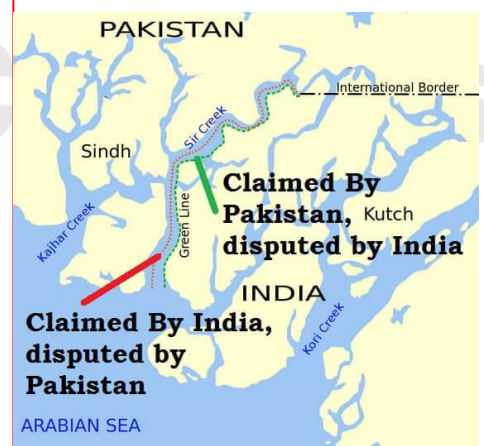 PAKISTAN
International Border
Sir Creek
Sindh
Claimed By
Pakistan, Kutch
disputed by India
Green Line
Kajhar Creek
INDIA
Kori Creek
Claimed By India,
disputed by
Pakistan
ARABIAN SEA